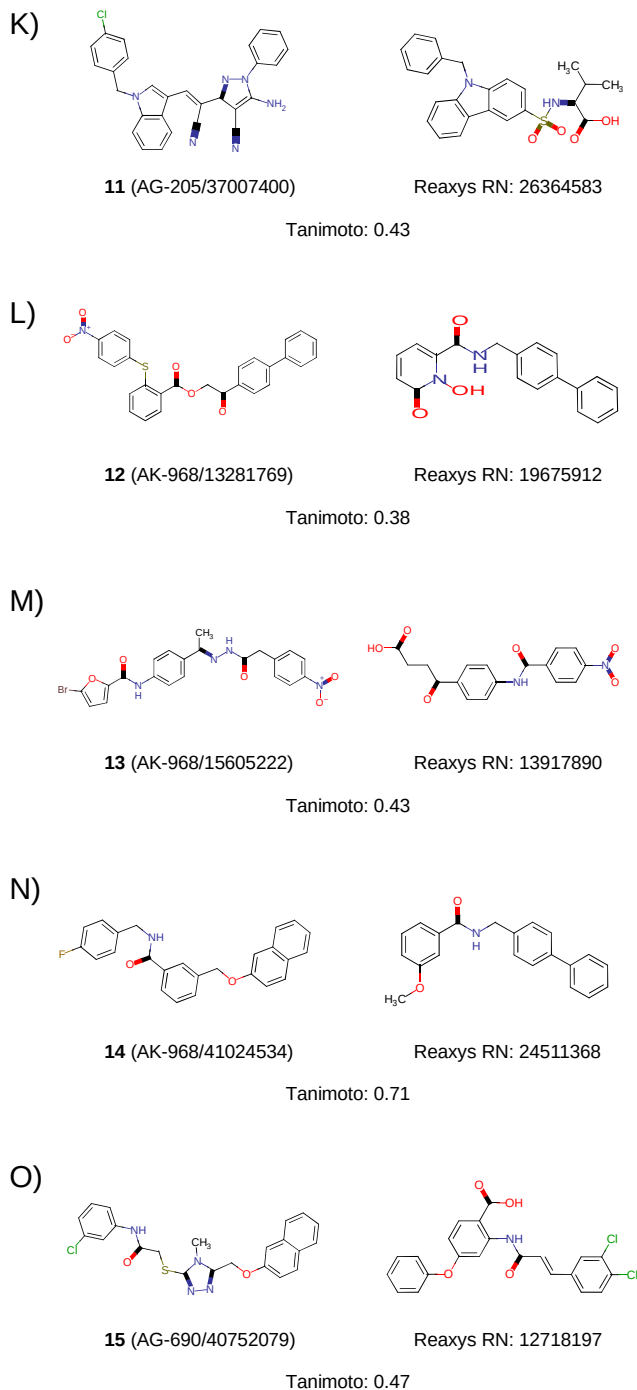 K)
Cl
N
N
N
NH₂
N
N
N
HN
S
O
O
O
OH
H₃C
CH₃
11 (AG-205/37007400)
Reaxys RN: 26364583
Tanimoto: 0.43
L)
O
N⁺
O⁻
S
O
O
O
O
N
H
N
OH
O
12 (AK-968/13281769)
Reaxys RN: 19675912
Tanimoto: 0.38
M)
Br
O
O
N
H
CH₃
N
H
N
O
N⁺
O
O⁻
O
HO
O
NH
O
N
O
O
13 (AK-968/15605222)
Reaxys RN: 13917890
Tanimoto: 0.43
N)
F
NH
O
O
O
N
H
O
H₃C
14 (AK-968/41024534)
Reaxys RN: 24511368
Tanimoto: 0.71
O)
Cl
NH
O
S
CH₃
N
N
N
O
O
OH
NH
O
O
Cl
Cl
15 (AG-690/40752079)
Reaxys RN: 12718197
Tanimoto: 0.47